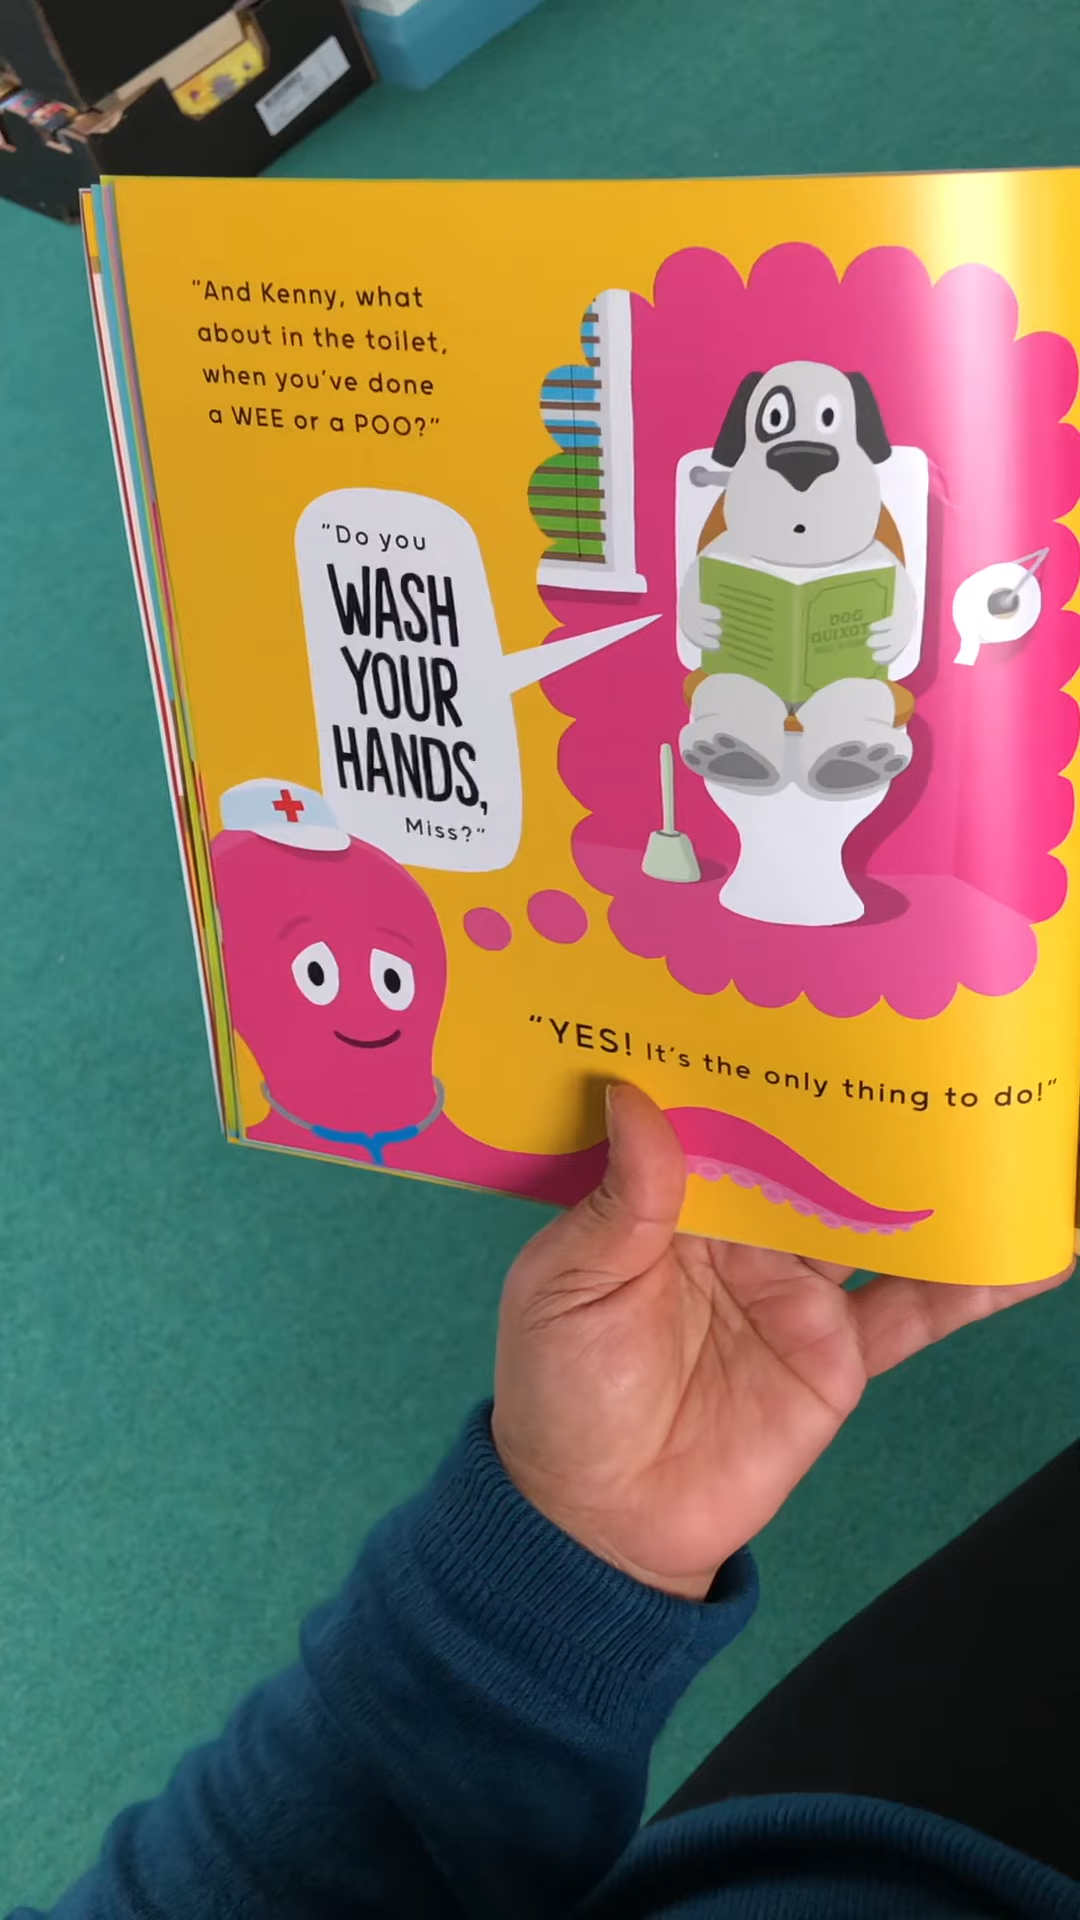 "And Kenny, what
about in the toilet,
when you've done
a WEE or a POO?"
"Do you
WASH
YOUR
HANDS,
Miss?"
DOG
QUIXOTE
"YES! It's the only thing to do!"